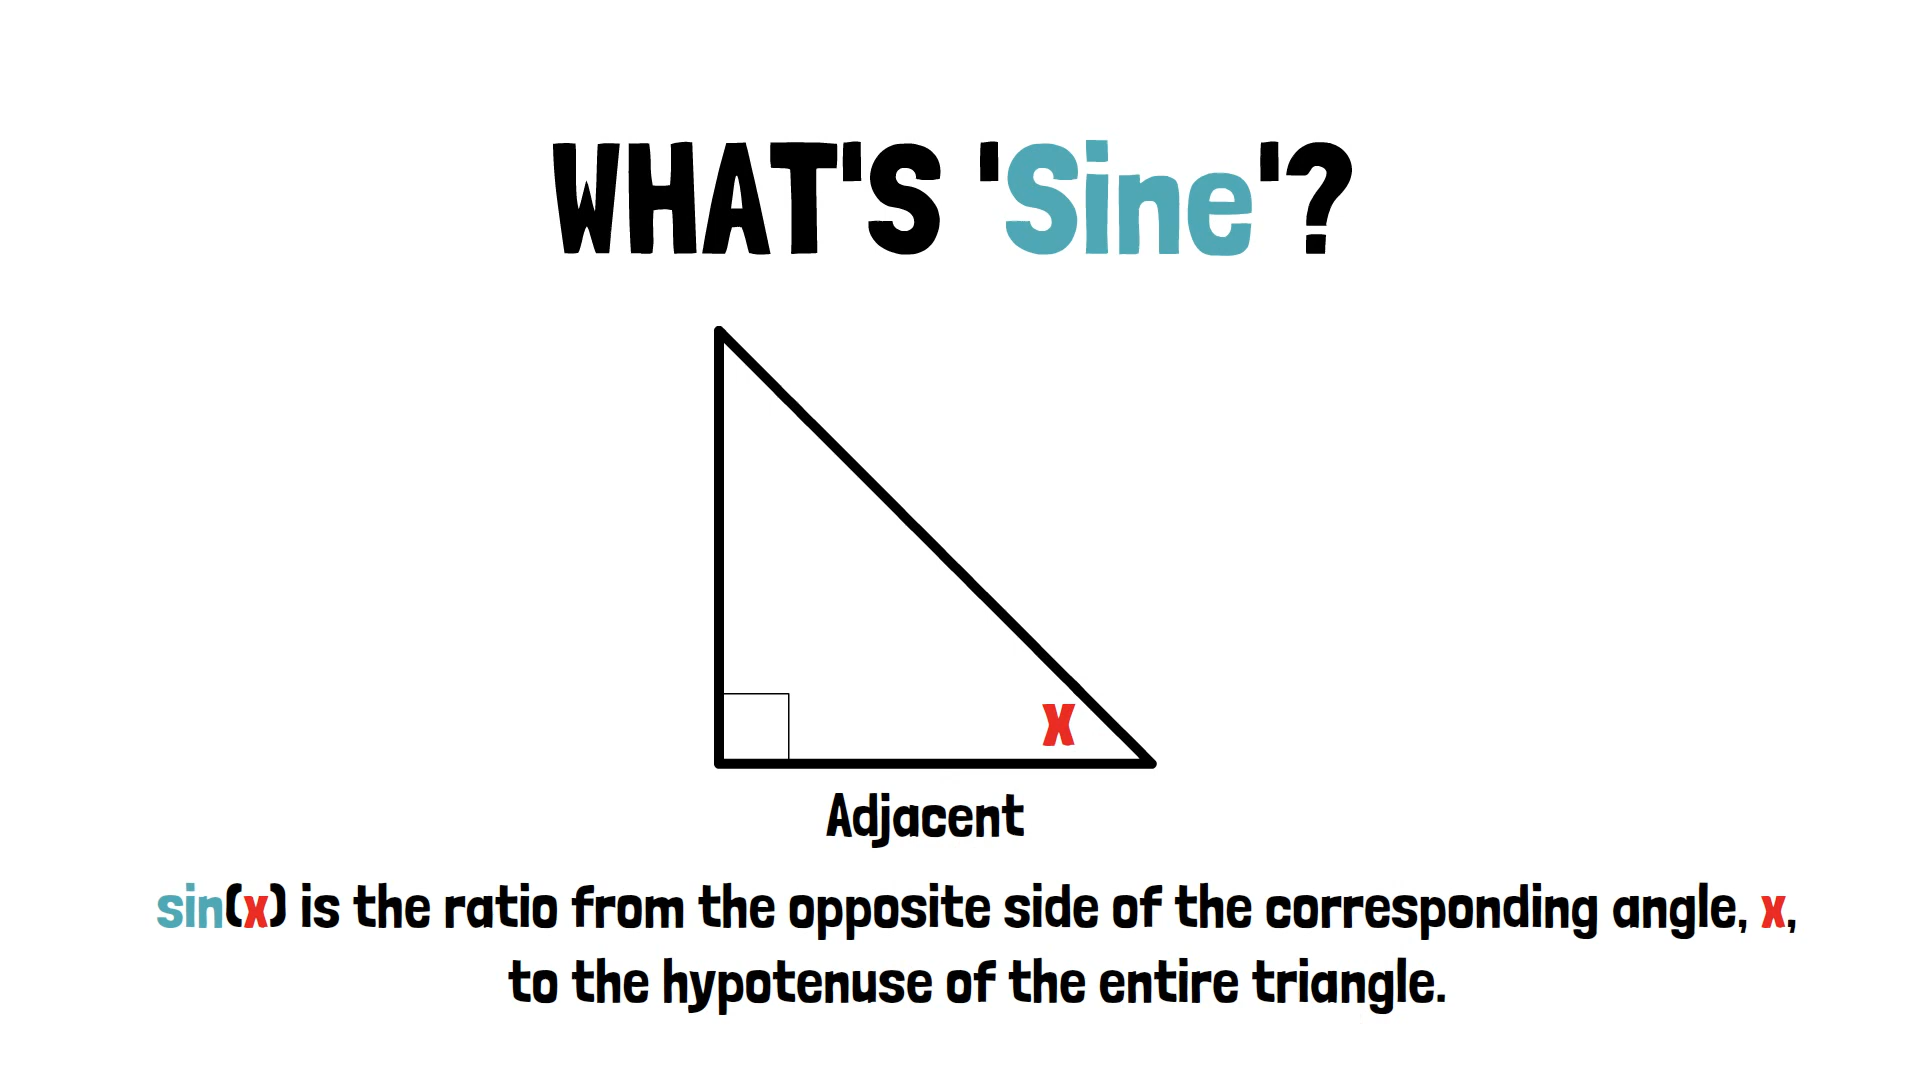 WHAT'S 'Sine'?
x
Adjacent
sin(x) is the ratio from the opposite side of the corresponding angle, x,
to the hypotenuse of the entire triangle.